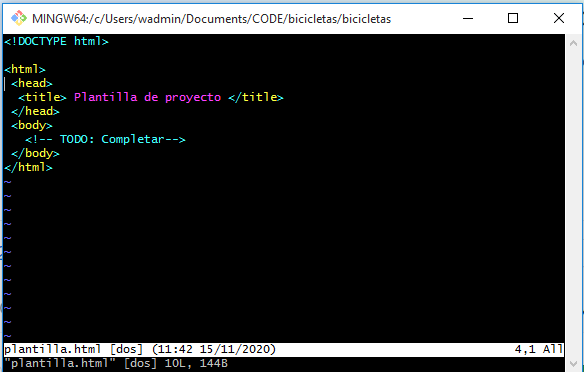 MINGW64:/c/Users/wadmin/Documents/CODE/bicicletas/bicicletas
<!DOCTYPE html>
<html>
<head>
<title> Plantilla de proyecto </title>
</head>
<body>
<!-- TODO: Completar-->
</body>
</html>
~
~
~
~
~
~
~
~
~
~
~
~
plantilla.html [dos] (11:42 15/11/2020) 4,1 All
"plantilla.html" [dos] 10L, 144B